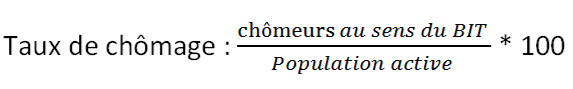 Taux de chômage : chômeurs au sens du BIT / Population active * 100